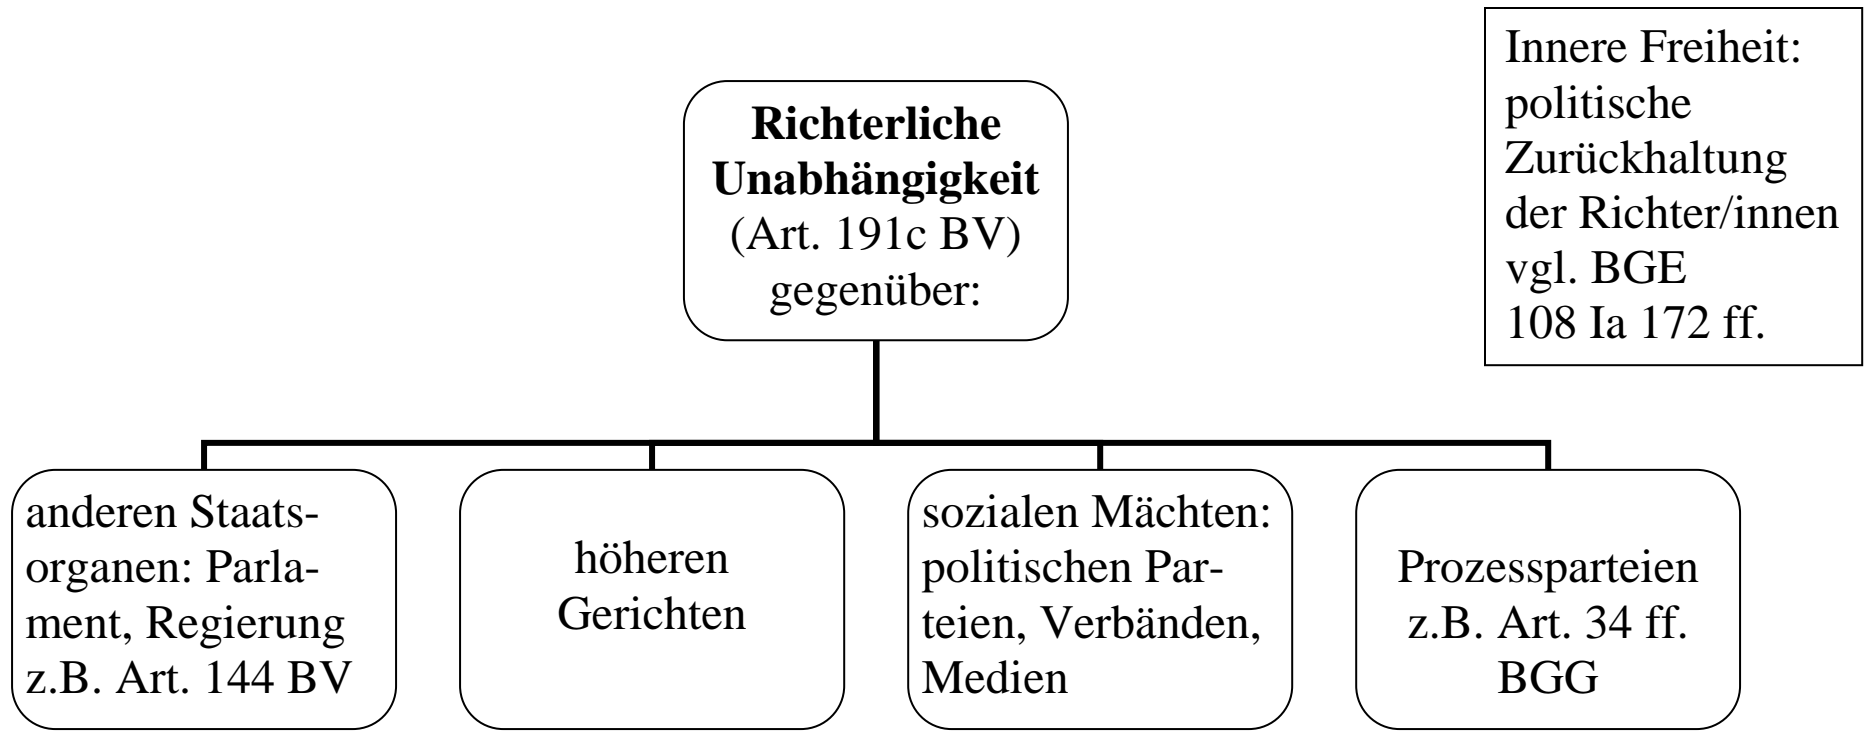 Richterliche
Unabhängigkeit
(Art. 191c BV)
gegenüber:
Innere Freiheit:
politische
Zurückhaltung
der Richter/innen
vgl. BGE
108 Ia 172 ff.
anderen Staats-
organen: Parla-
ment, Regierung
z.B. Art. 144 BV
höheren
Gerichten
sozialen Mächten:
politischen Par-
teien, Verbänden,
Medien
Prozessparteien
z.B. Art. 34 ff.
BGG